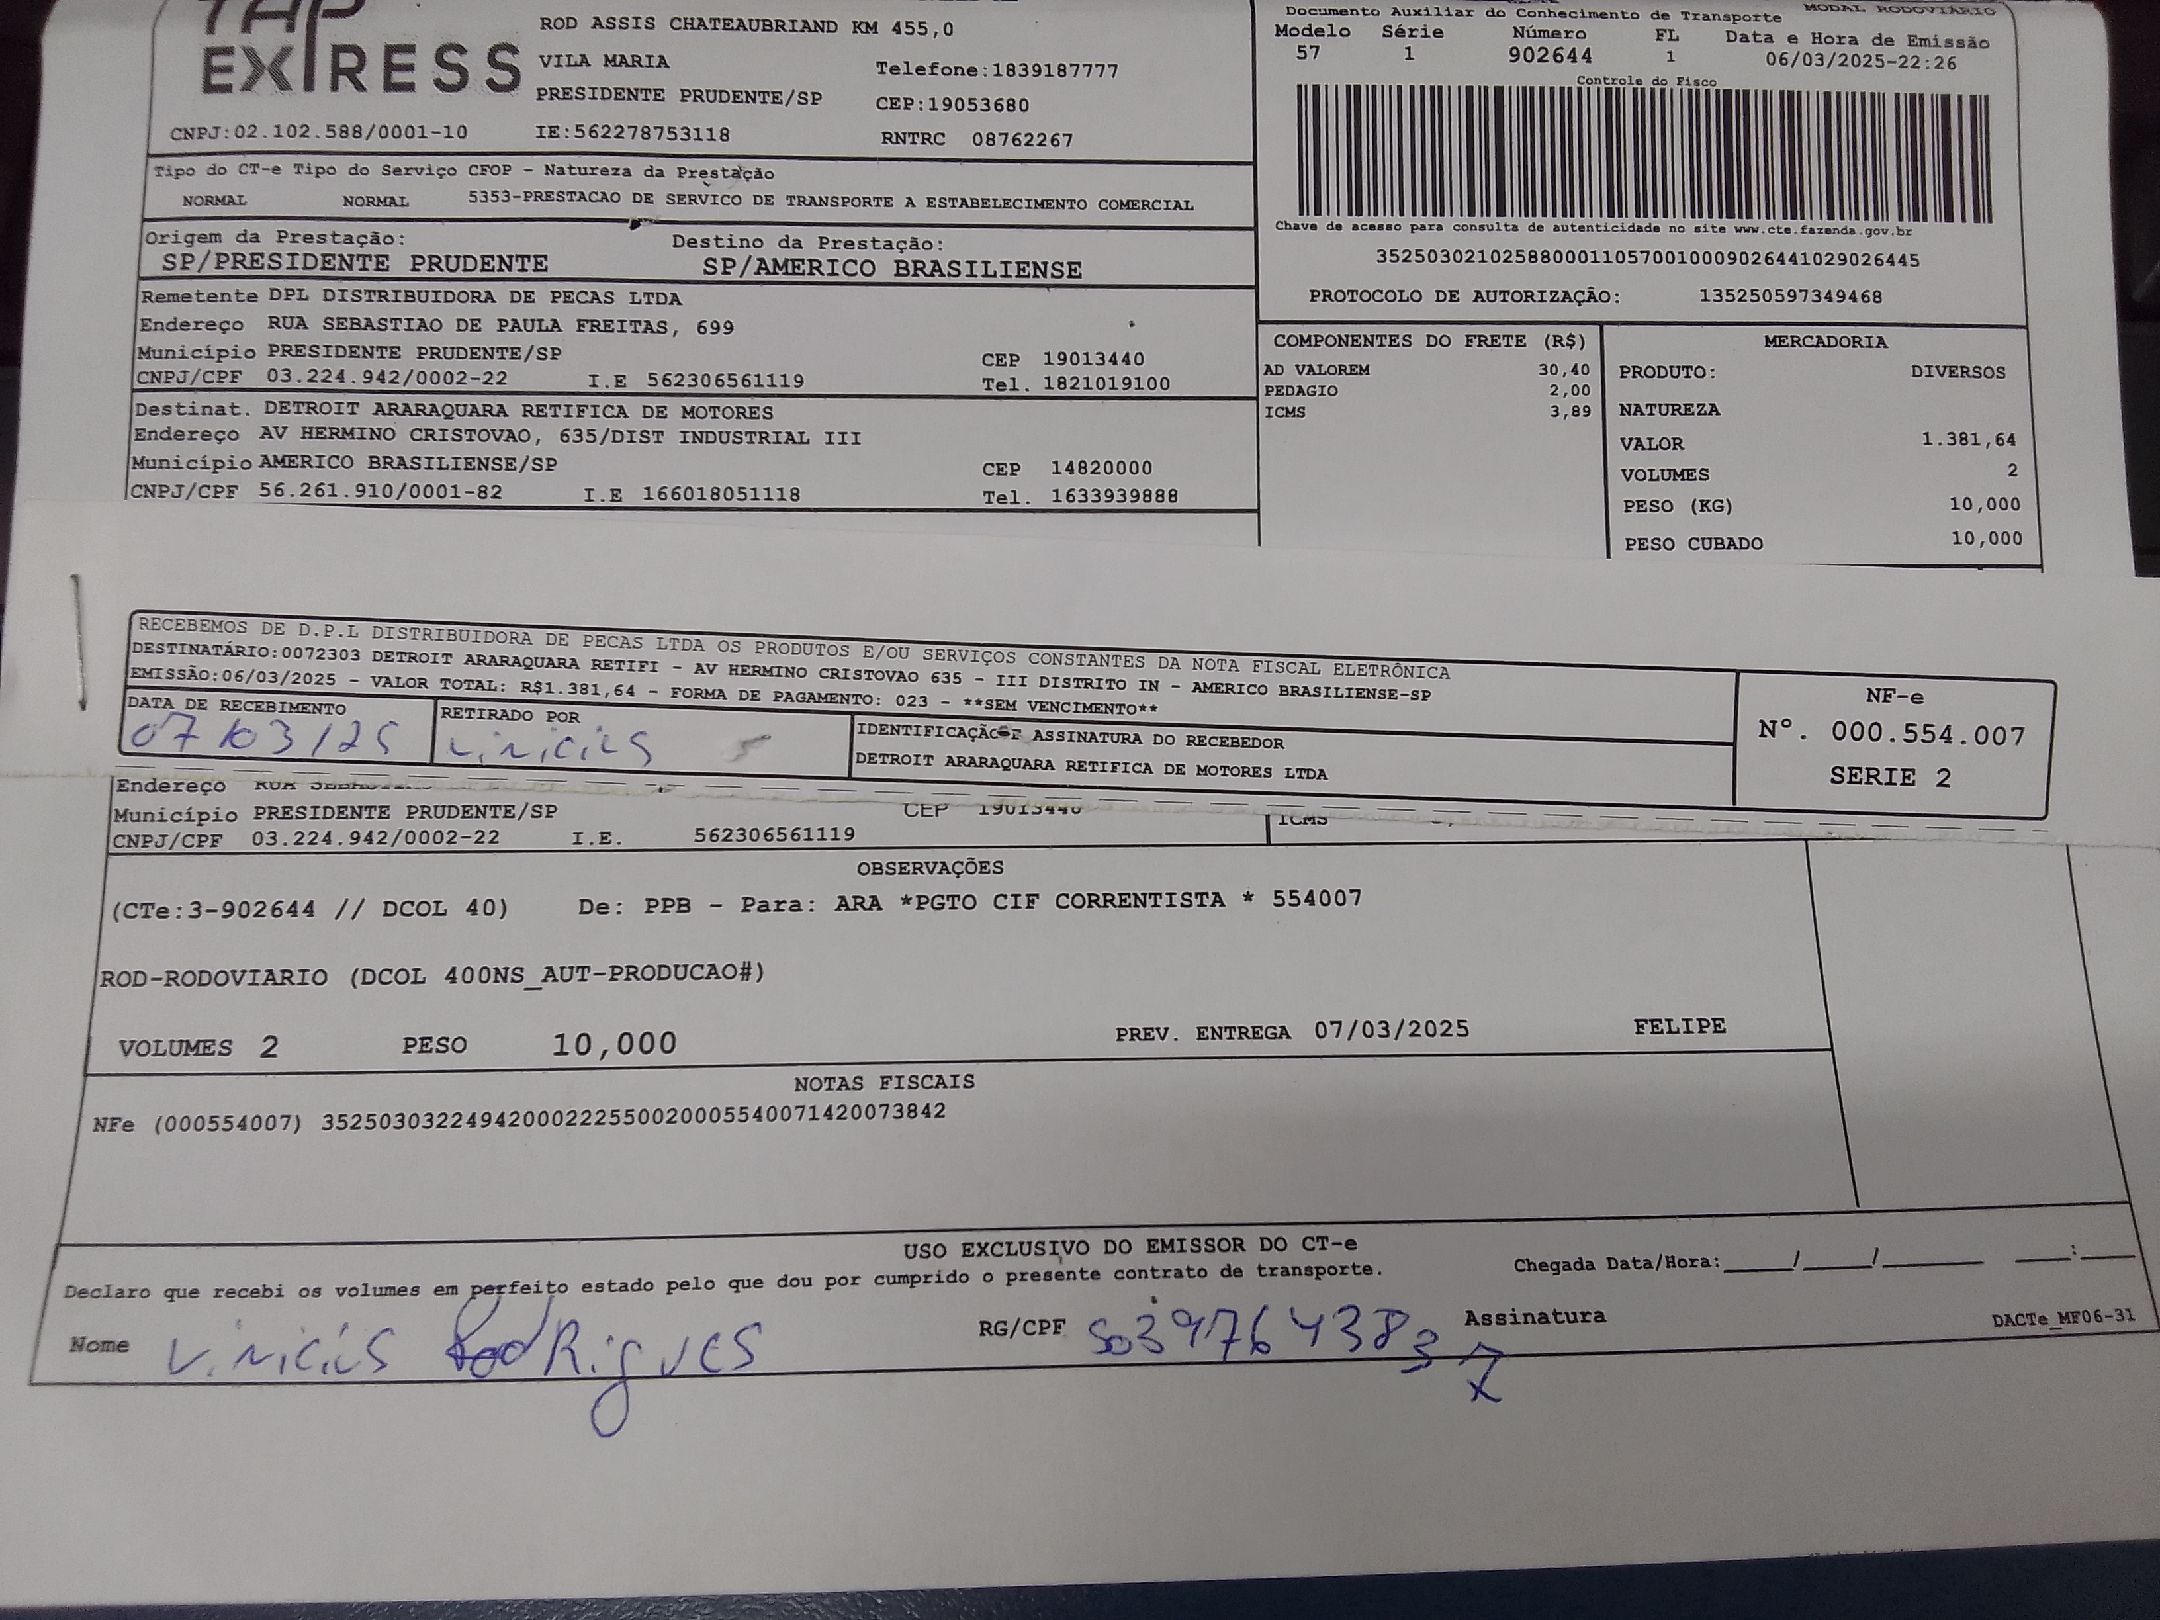 TAP
EXPRESS
ROD ASSIS CHATEAUBRIAND KM 455,0
VILA MARIA Telefone:1839187777
PRESIDENTE PRUDENTE/SP CEP:19053680
CNPJ:02.102.588/0001-10 IE:562278753118 RNTRC 08762267
Documento Auxiliar do Conhecimento de Transporte MODAL RODOVIÁRIO
Modelo Série Número FL Data e Hora de Emissão
57 1 902644 1 06/03/2025-22:26
Controle do Fisco
Chave de acesso para consulta de autenticidade no site www.cte.fazenda.gov.br
35250302102588000110570010009026441029026445
PROTOCOLO DE AUTORIZAÇÃO: 135250597349468
Tipo do CT-e Tipo do Serviço CFOP - Natureza da Prestação
NORMAL NORMAL 5353-PRESTACAO DE SERVICO DE TRANSPORTE A ESTABELECIMENTO COMERCIAL
Origem da Prestação: Destino da Prestação:
SP/PRESIDENTE PRUDENTE SP/AMERICO BRASILIENSE
Remetente DPL DISTRIBUIDORA DE PECAS LTDA
Endereço RUA SEBASTIAO DE PAULA FREITAS, 699
Município PRESIDENTE PRUDENTE/SP CEP 19013440
CNPJ/CPF 03.224.942/0002-22 I.E 562306561119 Tel. 1821019100
Destinat. DETROIT ARARAQUARA RETIFICA DE MOTORES
Endereço AV HERMINO CRISTOVAO, 635/DIST INDUSTRIAL III
Município AMERICO BRASILIENSE/SP CEP 14820000
CNPJ/CPF 56.261.910/0001-82 I.E 166018051118 Tel. 1633939888
COMPONENTES DO FRETE (R$)
AD VALOREM 30,40
PEDAGIO 2,00
ICMS 3,89
MERCADORIA
PRODUTO: DIVERSOS
NATUREZA
VALOR 1.381,64
VOLUMES 2
PESO (KG) 10,000
PESO CUBADO 10,000
RECEBEMOS DE D.P.L DISTRIBUIDORA DE PECAS LTDA OS PRODUTOS E/OU SERVIÇOS CONSTANTES DA NOTA FISCAL ELETRÔNICA
DESTINATÁRIO:0072303 DETROIT ARARAQUARA RETIFI - AV HERMINO CRISTOVAO 635 - III DISTRITO IN - AMERICO BRASILIENSE-SP
EMISSÃO:06/03/2025 - VALOR TOTAL: R$1.381,64 - FORMA DE PAGAMENTO: 023 - **SEM VENCIMENTO**
DATA DE RECEBIMENTO RETIRADO POR IDENTIFICAÇÃO E ASSINATURA DO RECEBEDOR
07/03/25 Vinicius DETROIT ARARAQUARA RETIFICA DE MOTORES LTDA
NF-e
Nº. 000.554.007
SERIE 2
Endereço RUA
Município PRESIDENTE PRUDENTE/SP CEP 19013440
CNPJ/CPF 03.224.942/0002-22 I.E. 562306561119 ICMS
OBSERVAÇÕES
(CTe:3-902644 // DCOL 40) De: PPB - Para: ARA *PGTO CIF CORRENTISTA * 554007
ROD-RODOVIARIO (DCOL 400NS_AUT-PRODUCAO#)
VOLUMES 2 PESO 10,000 PREV. ENTREGA 07/03/2025 FELIPE
NOTAS FISCAIS
NFe (000554007) 35250303224942000222550020005540071420073842
USO EXCLUSIVO DO EMISSOR DO CT-e
Declaro que recebi os volumes em perfeito estado pelo que dou por cumprido o presente contrato de transporte. Chegada Data/Hora:_____/_____/_______ ____:____
Nome Vinicius Rodrigues RG/CPF Assinatura DACTe_MF06-31